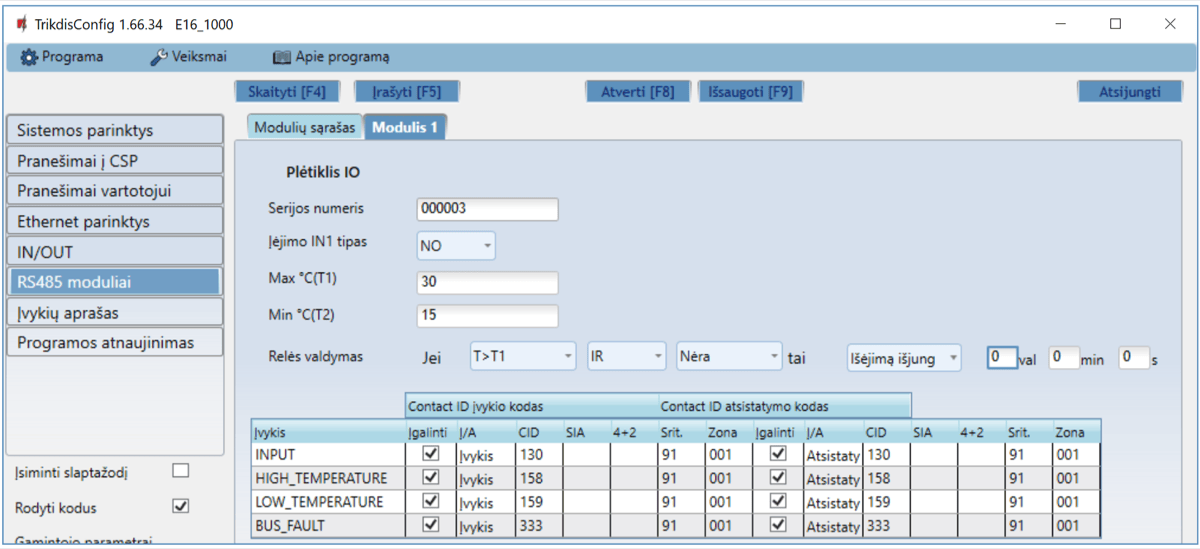 TrikdisConfig 1.66.34 E16_1000
Programa Veiksmai Apie programą
Skaityti [F4] Įrašyti [F5] Atverti [F8] Išsaugoti [F9] Atsijungti
Sistemos parinktys
Pranešimai į CSP
Pranešimai vartotojui
Ethernet parinktys
IN/OUT
RS485 moduliai
Įvykių aprašas
Programos atnaujinimas
Įsiminti slaptažodį
Rodyti kodus
Gamintojo parametrai
Modulių sąrašas Modulis 1
Plėtiklis IO
Serijos numeris 000003
Įėjimo IN1 tipas NO
Max °C(T1) 30
Min °C(T2) 15
Relės valdymas Jei T>T1 IR Nėra tai Išėjimą išjung 0 val 0 min 0 s
Contact ID įvykio kodas Contact ID atsistatymo kodas
Įvykis Įgalinti Į/A CID SIA 4+2 Srit. Zona Įgalinti Į/A CID SIA 4+2 Srit. Zona
INPUT Įvykis 130 91 001 Atsistaty 130 91 001
HIGH_TEMPERATURE Įvykis 158 91 001 Atsistaty 158 91 001
LOW_TEMPERATURE Įvykis 159 91 001 Atsistaty 159 91 001
BUS_FAULT Įvykis 333 91 001 Atsistaty 333 91 001